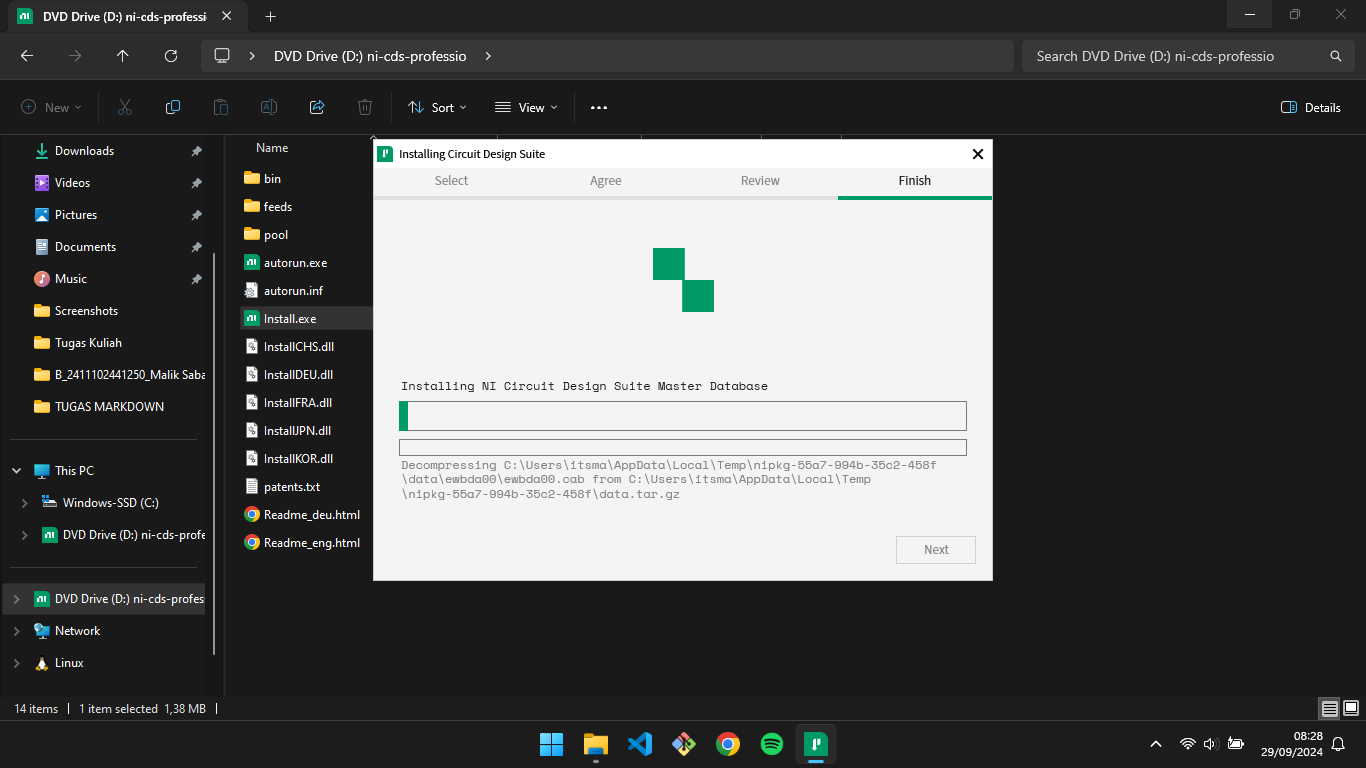 DVD Drive (D:) ni-cds-professi
DVD Drive (D:) ni-cds-professio
Search DVD Drive (D:) ni-cds-professio
New
Sort
View
Details
Downloads
Videos
Pictures
Documents
Music
Screenshots
Tugas Kuliah
B_2411102441250_Malik Saba
TUGAS MARKDOWN
This PC
Windows-SSD (C:)
DVD Drive (D:) ni-cds-profe
DVD Drive (D:) ni-cds-profes
Network
Linux
Name
bin
feeds
pool
autorun.exe
autorun.inf
Install.exe
InstallCHS.dll
InstallDEU.dll
InstallFRA.dll
InstallJPN.dll
InstallKOR.dll
patents.txt
Readme_deu.html
Readme_eng.html
Installing Circuit Design Suite
Select Agree Review Finish
Installing NI Circuit Design Suite Master Database
Decompressing C:\Users\itsma\AppData\Local\Temp\nipkg-55a7-994b-35c2-458f
\data\ewbda00\ewbda00.cab from C:\Users\itsma\AppData\Local\Temp
\nipkg-55a7-994b-35c2-458f\data.tar.gz
Next
14 items | 1 item selected 1,38 MB |
08:28
29/09/2024